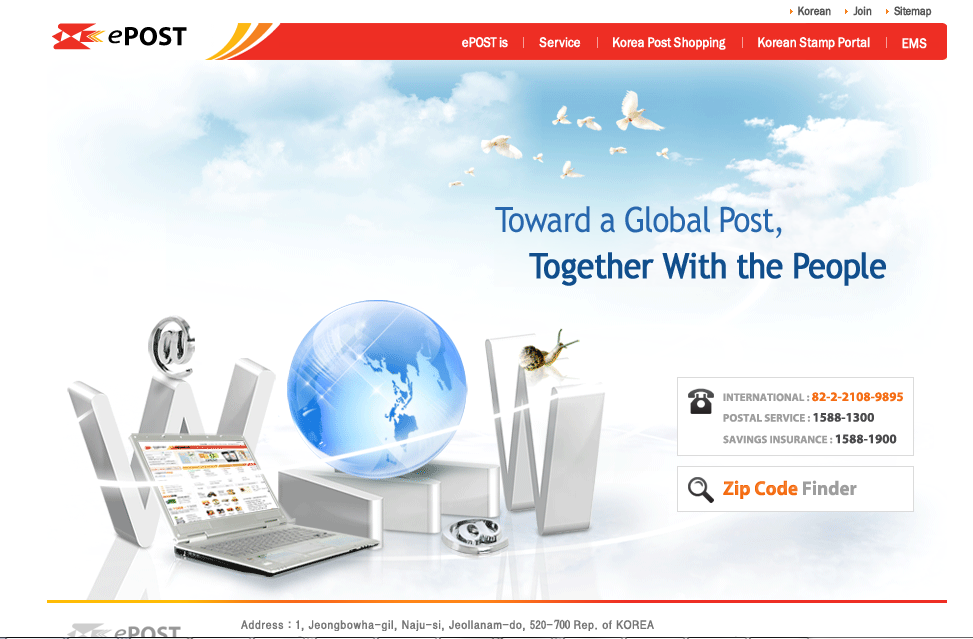 Korean Join Sitemap
ePOST
ePOST is Service Korea Post Shopping Korean Stamp Portal EMS
Toward a Global Post,
Together With the People
@
INTERNATIONAL : 82-2-2108-9895
POSTAL SERVICE : 1588-1300
SAVINGS INSURANCE : 1588-1900
Zip Code Finder
@
ePOST
Address : 1, Jeongbowha-gil, Naju-si, Jeollanam-do, 520-700 Rep. of KOREA